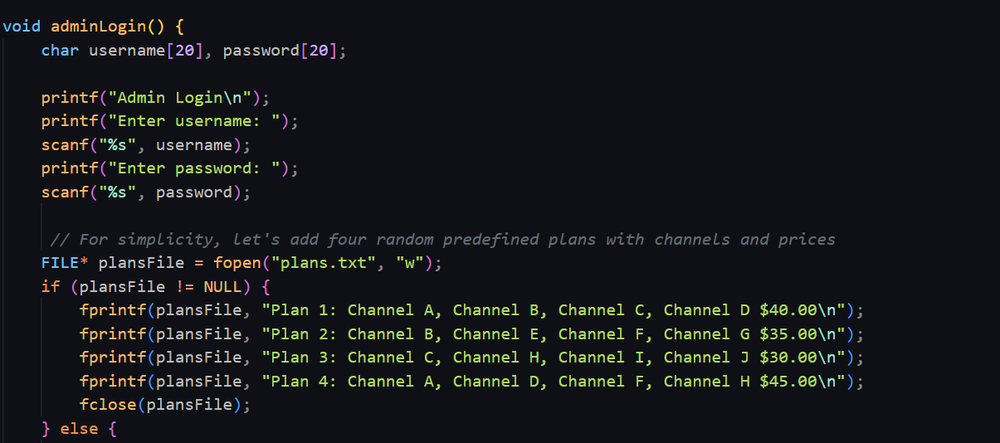 void adminLogin() {
    char username[20], password[20];

    printf("Admin Login\n");
    printf("Enter username: ");
    scanf("%s", username);
    printf("Enter password: ");
    scanf("%s", password);

     // For simplicity, let's add four random predefined plans with channels and prices
    FILE* plansFile = fopen("plans.txt", "w");
    if (plansFile != NULL) {
        fprintf(plansFile, "Plan 1: Channel A, Channel B, Channel C, Channel D $40.00\n");
        fprintf(plansFile, "Plan 2: Channel B, Channel E, Channel F, Channel G $35.00\n");
        fprintf(plansFile, "Plan 3: Channel C, Channel H, Channel I, Channel J $30.00\n");
        fprintf(plansFile, "Plan 4: Channel A, Channel D, Channel F, Channel H $45.00\n");
        fclose(plansFile);
    } else {